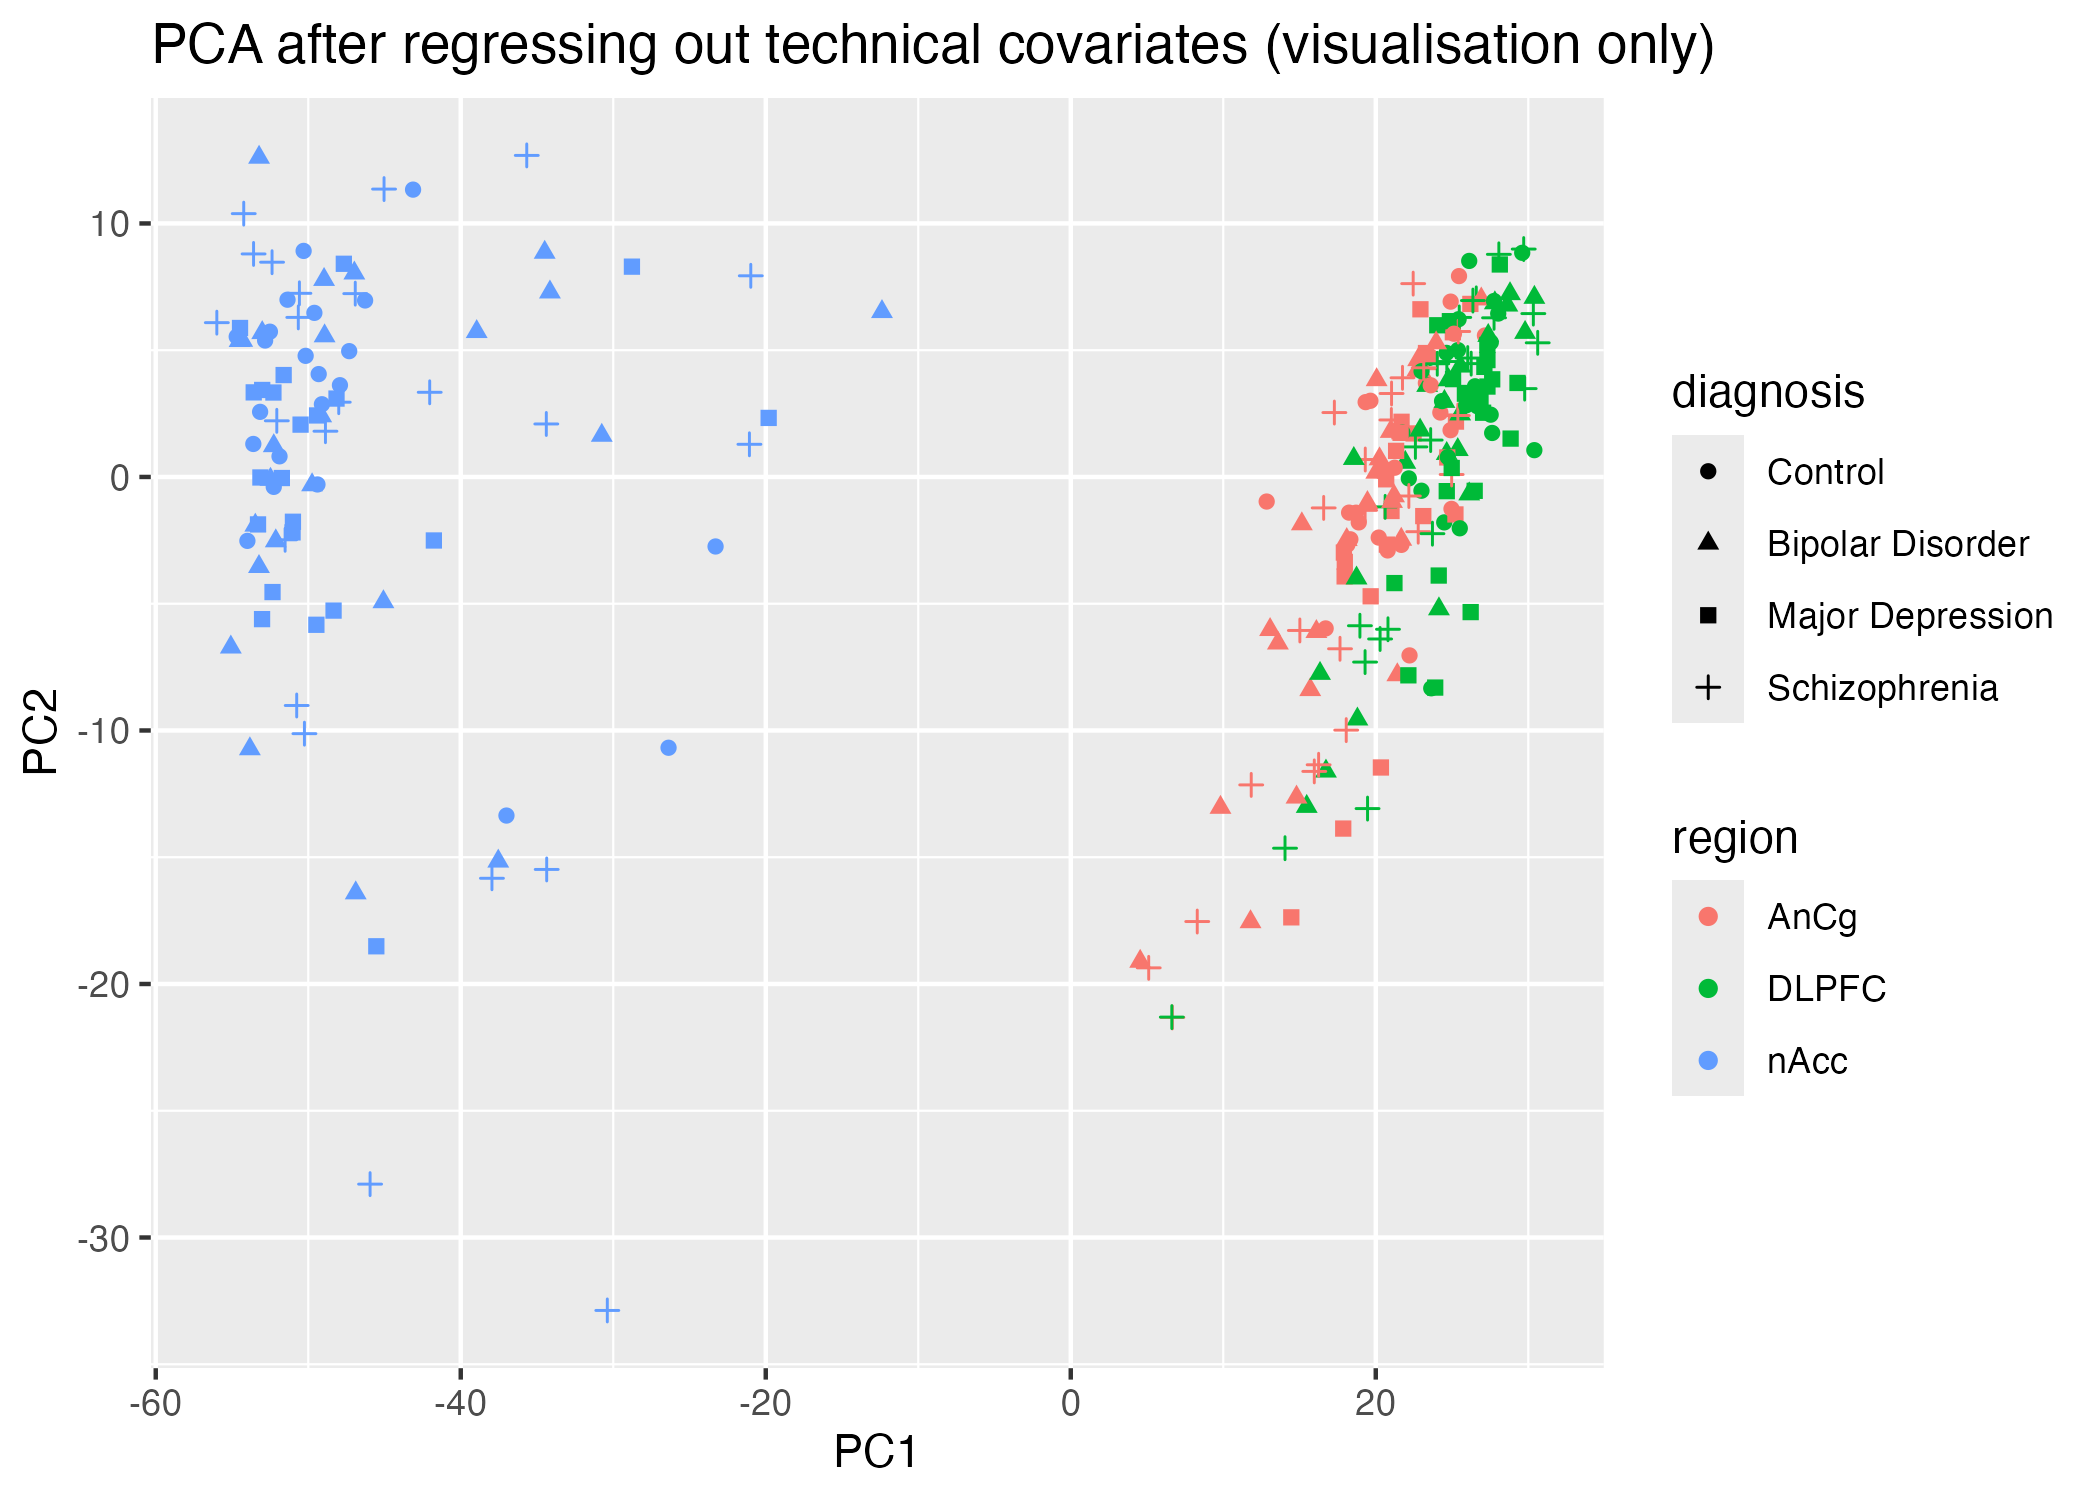 PCA after regressing out technical covariates (visualisation only)
10
0
-10
-20
-30
PC2
-60
-40
-20
0
20
PC1
diagnosis
Control
Bipolar Disorder
Major Depression
Schizophrenia
region
AnCg
DLPFC
nAcc